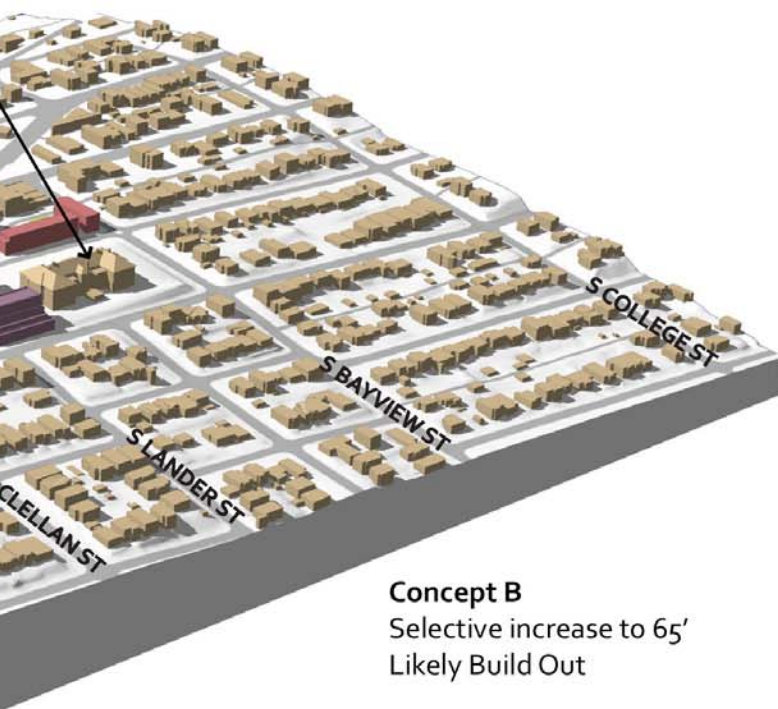 S COLLEGE ST
S BAYVIEW ST
S LANDER ST
CLELLAN ST
Concept B
Selective increase to 65'
Likely Build Out